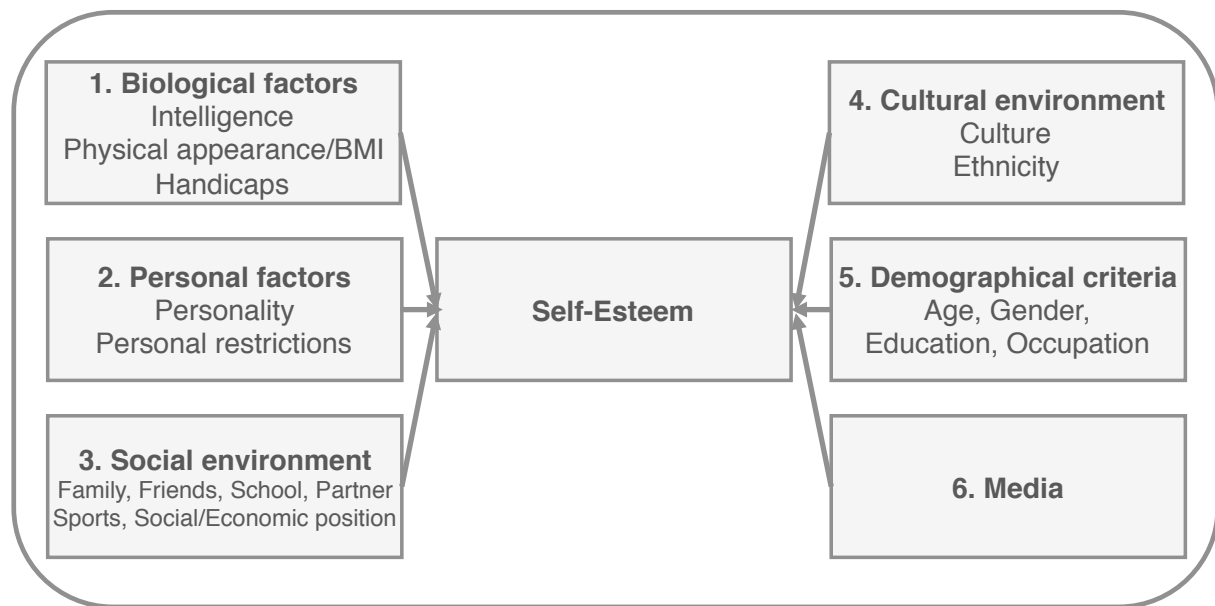 1. Biological factors
Intelligence
Physical appearance/BMI
Handicaps
2. Personal factors
Personality
Personal restrictions
3. Social environment
Family, Friends, School, Partner
Sports, Social/Economic position
Self-Esteem
4. Cultural environment
Culture
Ethnicity
5. Demographical criteria
Age, Gender,
Education, Occupation
6. Media